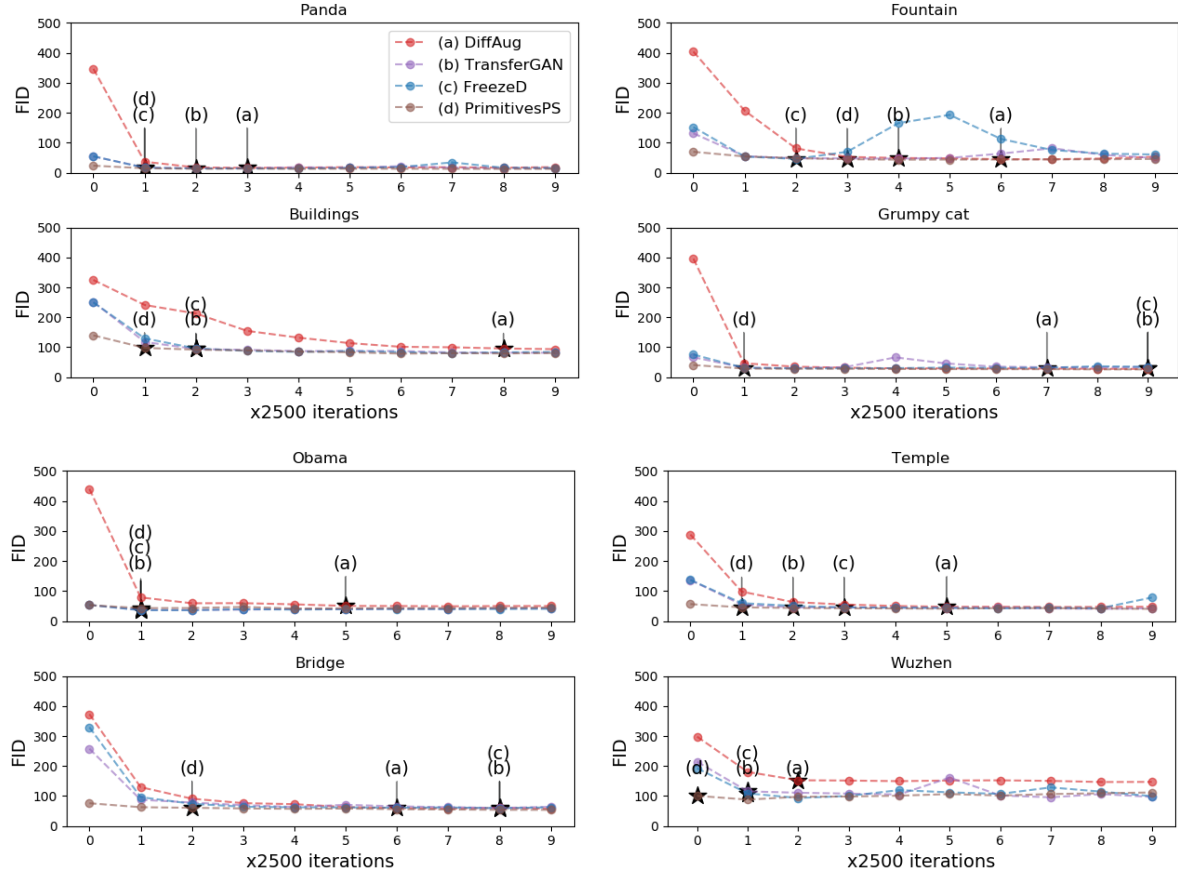 Panda
FID
500
400
300
200
100
0
(d)
(c)
(b)
(a)
(a) DiffAug
(b) TransferGAN
(c) FreezeD
(d) PrimitivesPS
0 1 2 3 4 5 6 7 8 9
Fountain
FID
500
400
300
200
100
0
(c)
(d)
(b)
(a)
0 1 2 3 4 5 6 7 8 9
Buildings
FID
500
400
300
200
100
0
(d)
(c)
(b)
(a)
0 1 2 3 4 5 6 7 8 9
x2500 iterations
Grumpy cat
FID
500
400
300
200
100
0
(d)
(a)
(c)
(b)
0 1 2 3 4 5 6 7 8 9
x2500 iterations
Obama
FID
500
400
300
200
100
0
(d)
(c)
(b)
(a)
0 1 2 3 4 5 6 7 8 9
Temple
FID
500
400
300
200
100
0
(d)
(b)
(c)
(a)
0 1 2 3 4 5 6 7 8 9
Bridge
FID
500
400
300
200
100
0
(d)
(a)
(c)
(b)
0 1 2 3 4 5 6 7 8 9
x2500 iterations
Wuzhen
FID
500
400
300
200
100
0
(d)
(c)
(b)
(a)
0 1 2 3 4 5 6 7 8 9
x2500 iterations